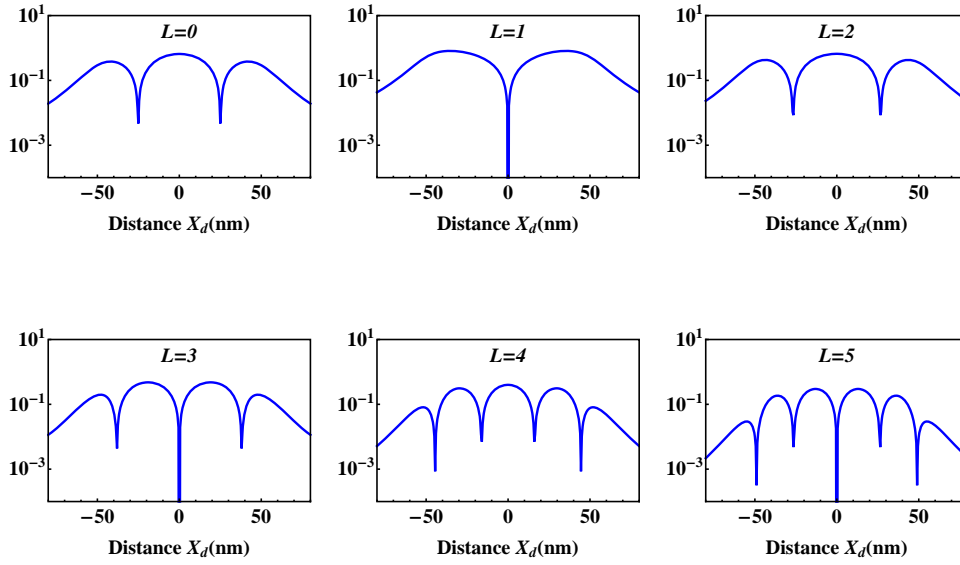 L=0 L=1 L=2
10^1 10^1 10^1
10^-1 10^-1 10^-1
10^-3 10^-3 10^-3
−50 0 50 −50 0 50 −50 0 50
Distance X_d(nm) Distance X_d(nm) Distance X_d(nm)
L=3 L=4 L=5
10^1 10^1 10^1
10^-1 10^-1 10^-1
10^-3 10^-3 10^-3
−50 0 50 −50 0 50 −50 0 50
Distance X_d(nm) Distance X_d(nm) Distance X_d(nm)